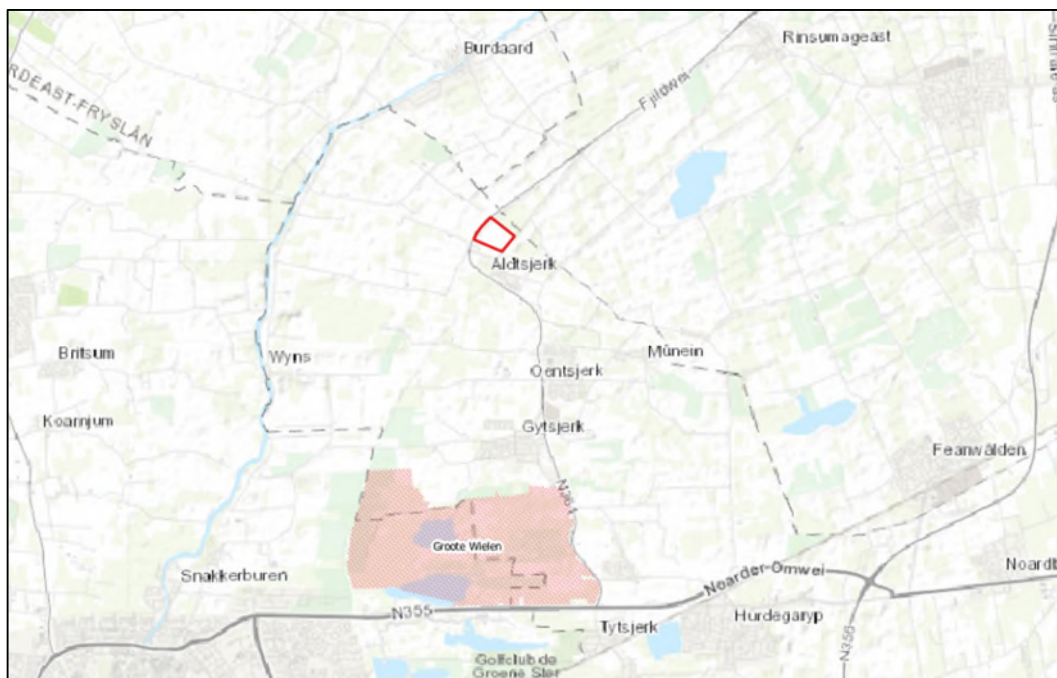 Burdaard
Rinsumageast
RDEAST-FRYSLÂN
Fjildwei
Aldtsjerk
Britsum
Wyns
Mûnein
Oentsjerk
Koarnjum
Gytsjerk
Feanwâlden
N361
Groote Wielen
Snakkerburen
Noarder-Omwei
Noardb
N355
Hurdegaryp
Tytsjerk
N356
Golfclub de
Groene Ster